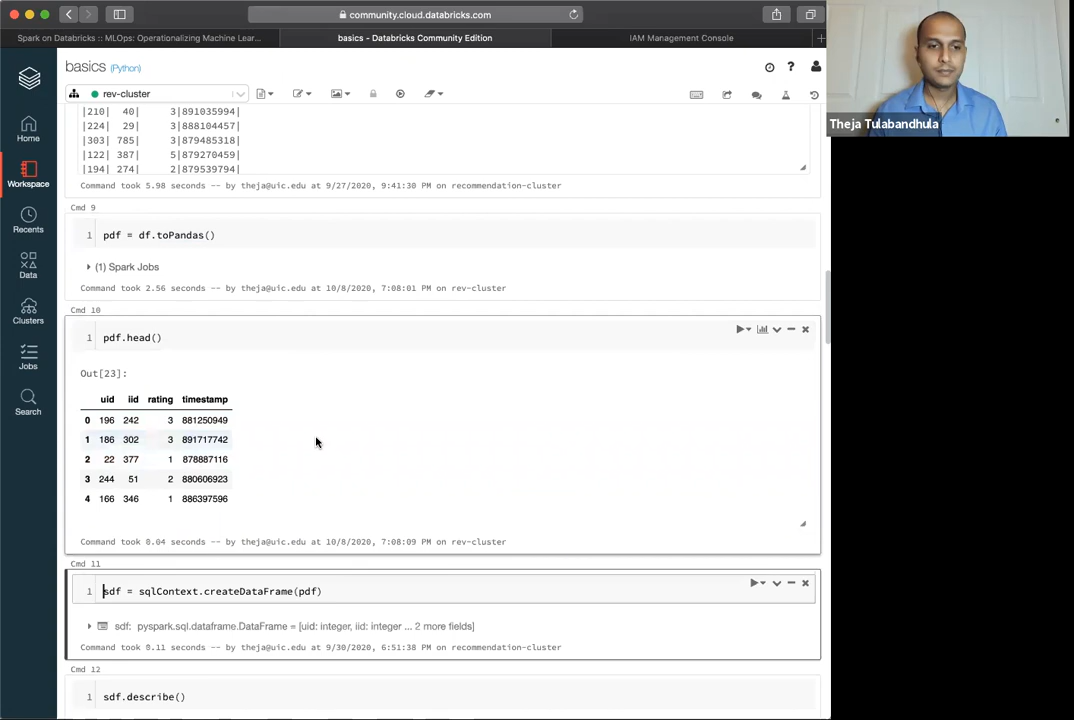 community.cloud.databricks.com
Spark on Databricks :: MLOps: Operationalizing Machine Lear...
basics - Databricks Community Edition
IAM Management Console
basics (Python)
rev-cluster
Home
Workspace
Recents
Data
Clusters
Jobs
Search
Theja Tulabandhula
|210| 40| 3|891035994|
|224| 29| 3|888104457|
|303| 785| 3|879485318|
|122| 387| 5|879270459|
|194| 274| 2|879539794|
Command took 5.98 seconds -- by theja@uic.edu at 9/27/2020, 9:41:30 PM on recommendation-cluster
Cmd 9
1 pdf = df.toPandas()
(1) Spark Jobs
Command took 2.56 seconds -- by theja@uic.edu at 10/8/2020, 7:08:01 PM on rev-cluster
Cmd 10
1 pdf.head()
Out[23]:
uid iid rating timestamp
0 196 242 3 881250949
1 186 302 3 891717742
2 22 377 1 878887116
3 244 51 2 880606923
4 166 346 1 886397596
Command took 0.04 seconds -- by theja@uic.edu at 10/8/2020, 7:08:09 PM on rev-cluster
Cmd 11
1 sdf = sqlContext.createDataFrame(pdf)
sdf: pyspark.sql.dataframe.DataFrame = [uid: integer, iid: integer ... 2 more fields]
Command took 0.11 seconds -- by theja@uic.edu at 9/30/2020, 6:51:38 PM on recommendation-cluster
Cmd 12
1 sdf.describe()